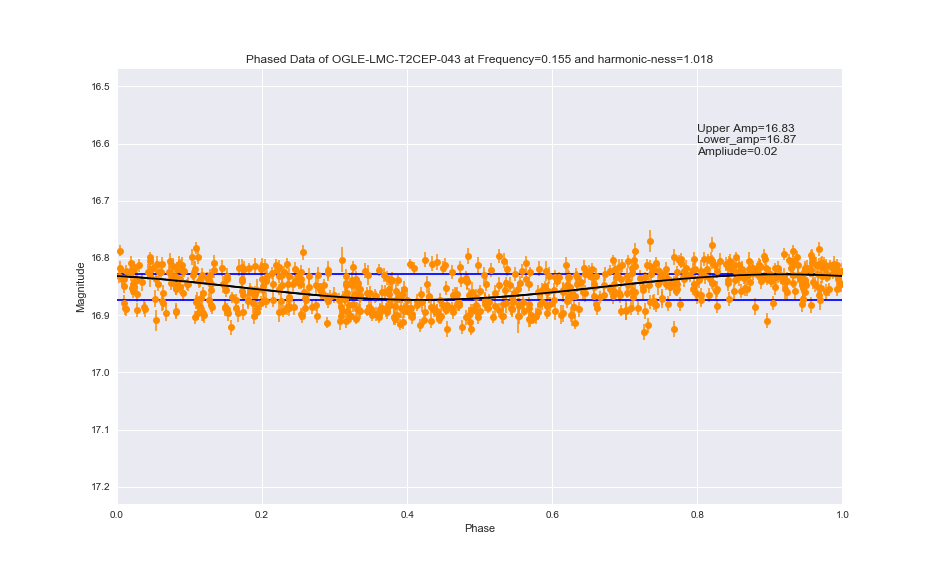 Phased Data of OGLE-LMC-T2CEP-043 at Frequency=0.155 and harmonic-ness=1.018
16.5
Upper Amp=16.83
Lower_amp=16.87
16.6
Ampliude=0.02
16.7
16.8
Magnitude
16.9
17.0
17.1
17.2
0.0 0.2 0.4 0.6 0.8 1.0
Phase